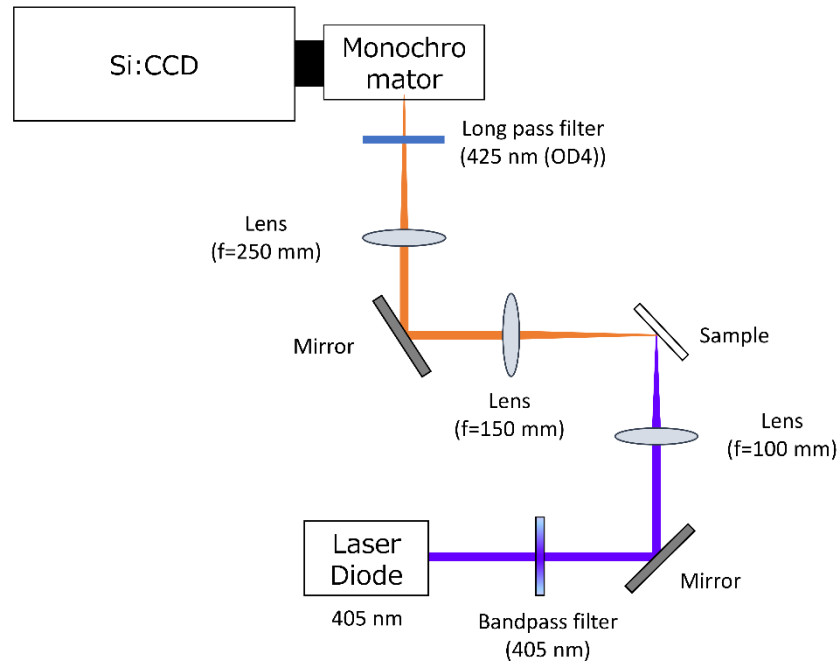 Si:CCD
Monochro
mator
Long pass filter
(425 nm (OD4))
Lens
(f=250 mm)
Mirror
Sample
Lens
(f=150 mm)
Lens
(f=100 mm)
Laser
Diode
405 nm
Bandpass filter
(405 nm)
Mirror